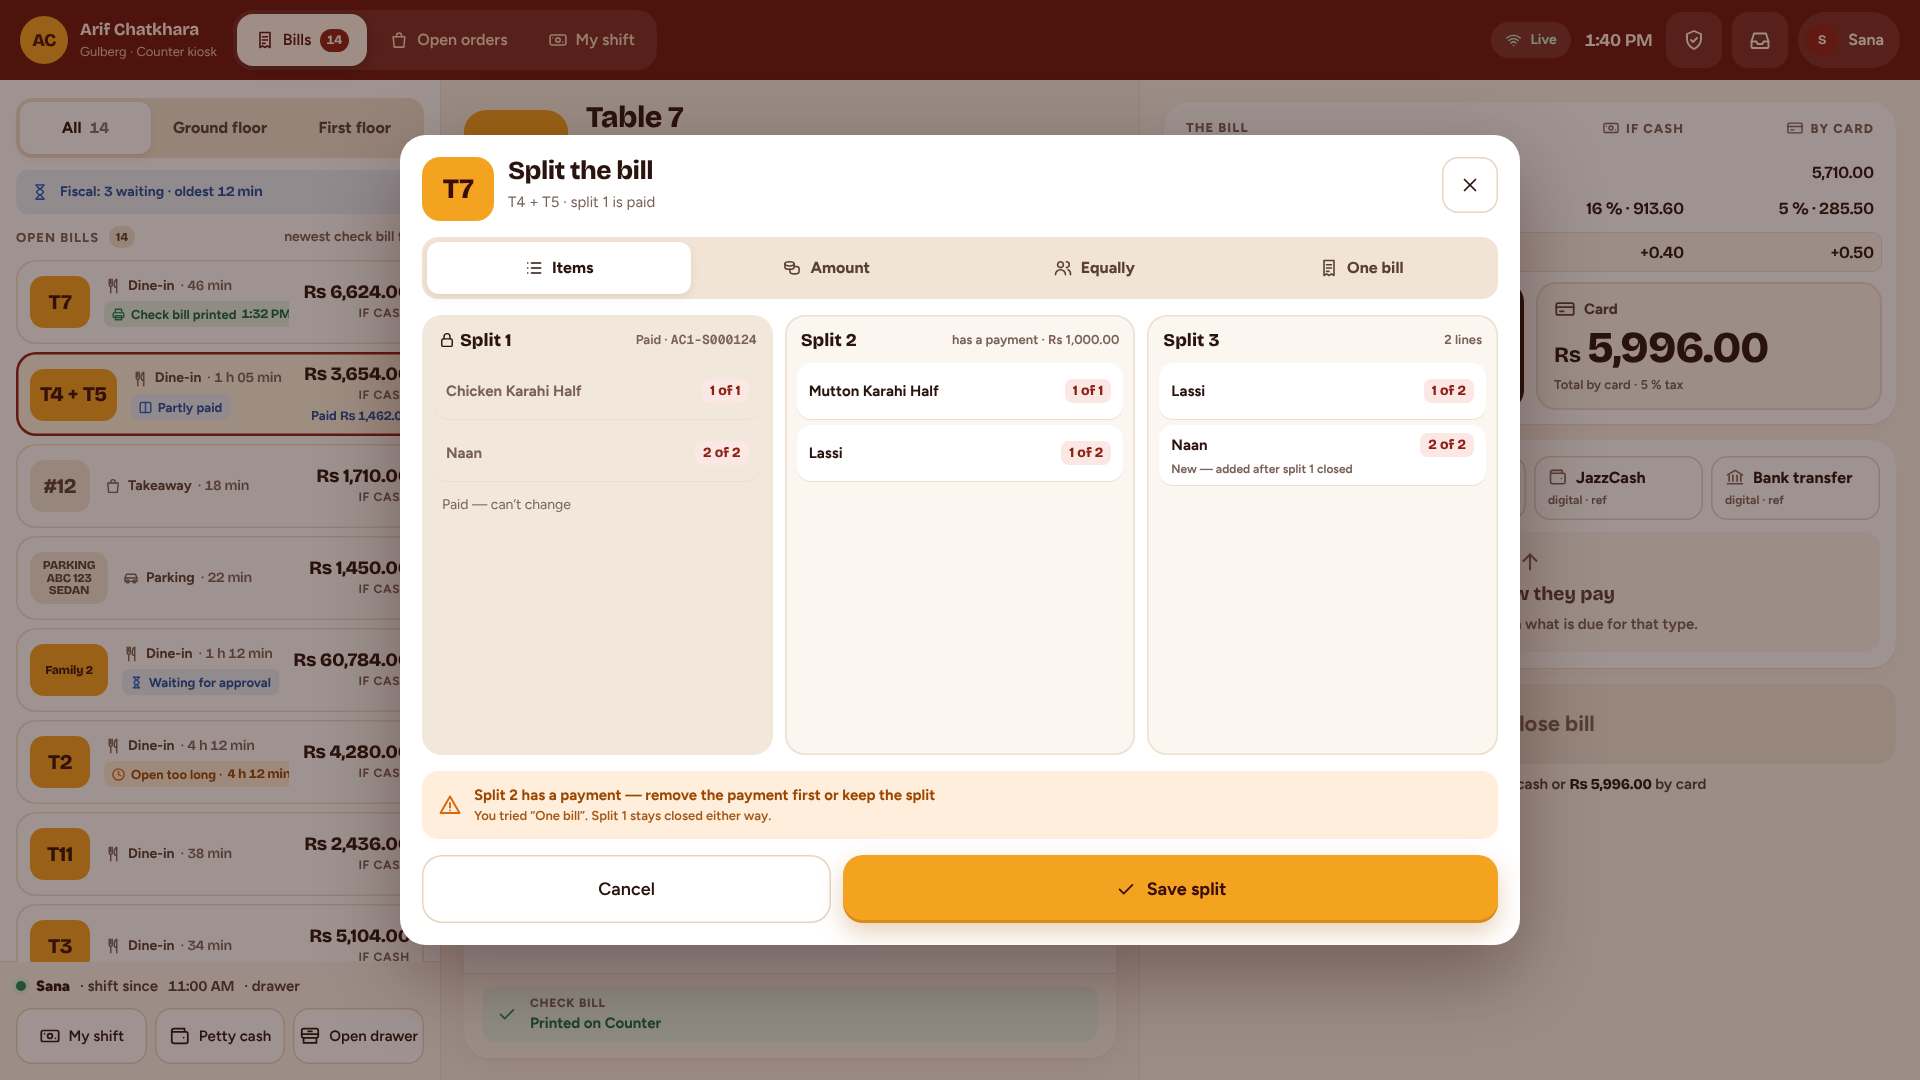 AC
Arif Chatkhara
Gulberg · Counter kiosk
Bills 14
Open orders
My shift
Live
1:40 PM
S
Sana
All 14
Ground floor
First floor
Fiscal: 3 waiting · oldest 12 min
OPEN BILLS 14
newest check bill
T7
Dine-in · 46 min
Check bill printed 1:32 PM
Rs 6,624.0
IF CAS
T4 + T5
Dine-in · 1 h 05 min
Partly paid
Rs 3,654.0
IF CAS
Paid Rs 1,462.0
#12
Takeaway · 18 min
Rs 1,710.0
IF CAS
PARKING
ABC 123
SEDAN
Parking · 22 min
Rs 1,450.0
IF CAS
Family 2
Dine-in · 1 h 12 min
Waiting for approval
Rs 60,784.0
IF CAS
T2
Dine-in · 4 h 12 min
Open too long · 4 h 12 min
Rs 4,280.0
IF CAS
T11
Dine-in · 38 min
Rs 2,436.0
IF CAS
T3
Dine-in · 34 min
Rs 5,104.00
IF CASH
Sana · shift since 11:00 AM · drawer
My shift
Petty cash
Open drawer
Table 7
Split the bill
T7
T4 + T5 · split 1 is paid
Items
Amount
Equally
One bill
Split 1
Paid · AC1-S000124
Chicken Karahi Half
1 of 1
Naan
2 of 2
Paid — can't change
Split 2
has a payment · Rs 1,000.00
Mutton Karahi Half
1 of 1
Lassi
1 of 2
Split 3
2 lines
Lassi
1 of 2
Naan
2 of 2
New — added after split 1 closed
Split 2 has a payment — remove the payment first or keep the split
You tried “One bill”. Split 1 stays closed either way.
Cancel
Save split
CHECK BILL
Printed on Counter
THE BILL
IF CASH
BY CARD
5,710.00
16 % · 913.60
5 % · 285.50
+0.40
+0.50
Card
Rs 5,996.00
Total by card · 5 % tax
JazzCash
digital · ref
Bank transfer
digital · ref
they pay
what is due for that type.
lose bill
cash or Rs 5,996.00 by card